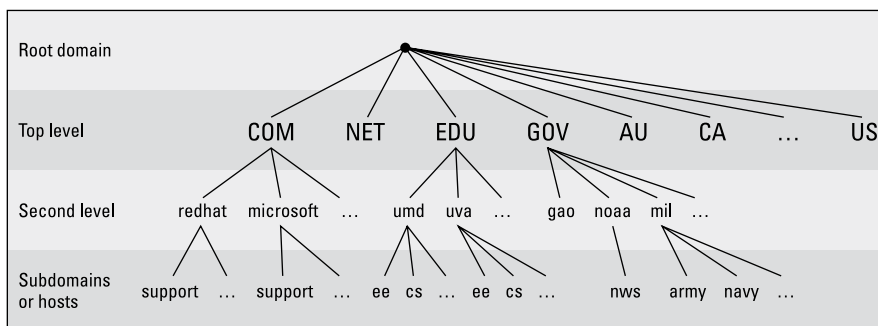 Root domain
Top level COM NET EDU GOV AU CA ... US
Second level redhat microsoft ... umd uva ... gao noaa mil ...
Subdomains
or hosts support ... support ... ee cs ... ee cs ... nws army navy ...